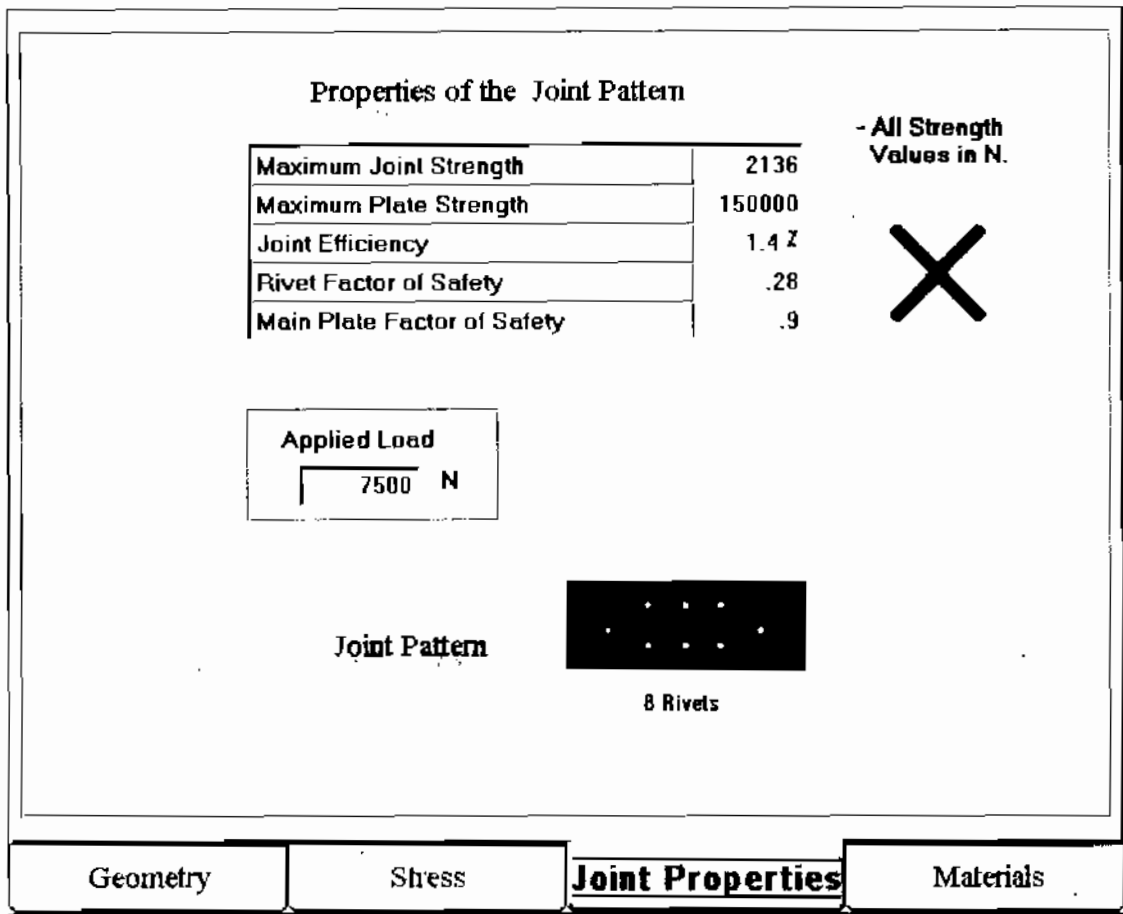 Properties of the Joint Pattern
- All Strength
Values in N.
Maximum Joint Strength 2136
Maximum Plate Strength 150000
Joint Efficiency 1.4 %
Rivet Factor of Safety .28
Main Plate Factor of Safety .9
Applied Load
7500 N
Joint Pattern
8 Rivets
Geometry Stress Joint Properties Materials